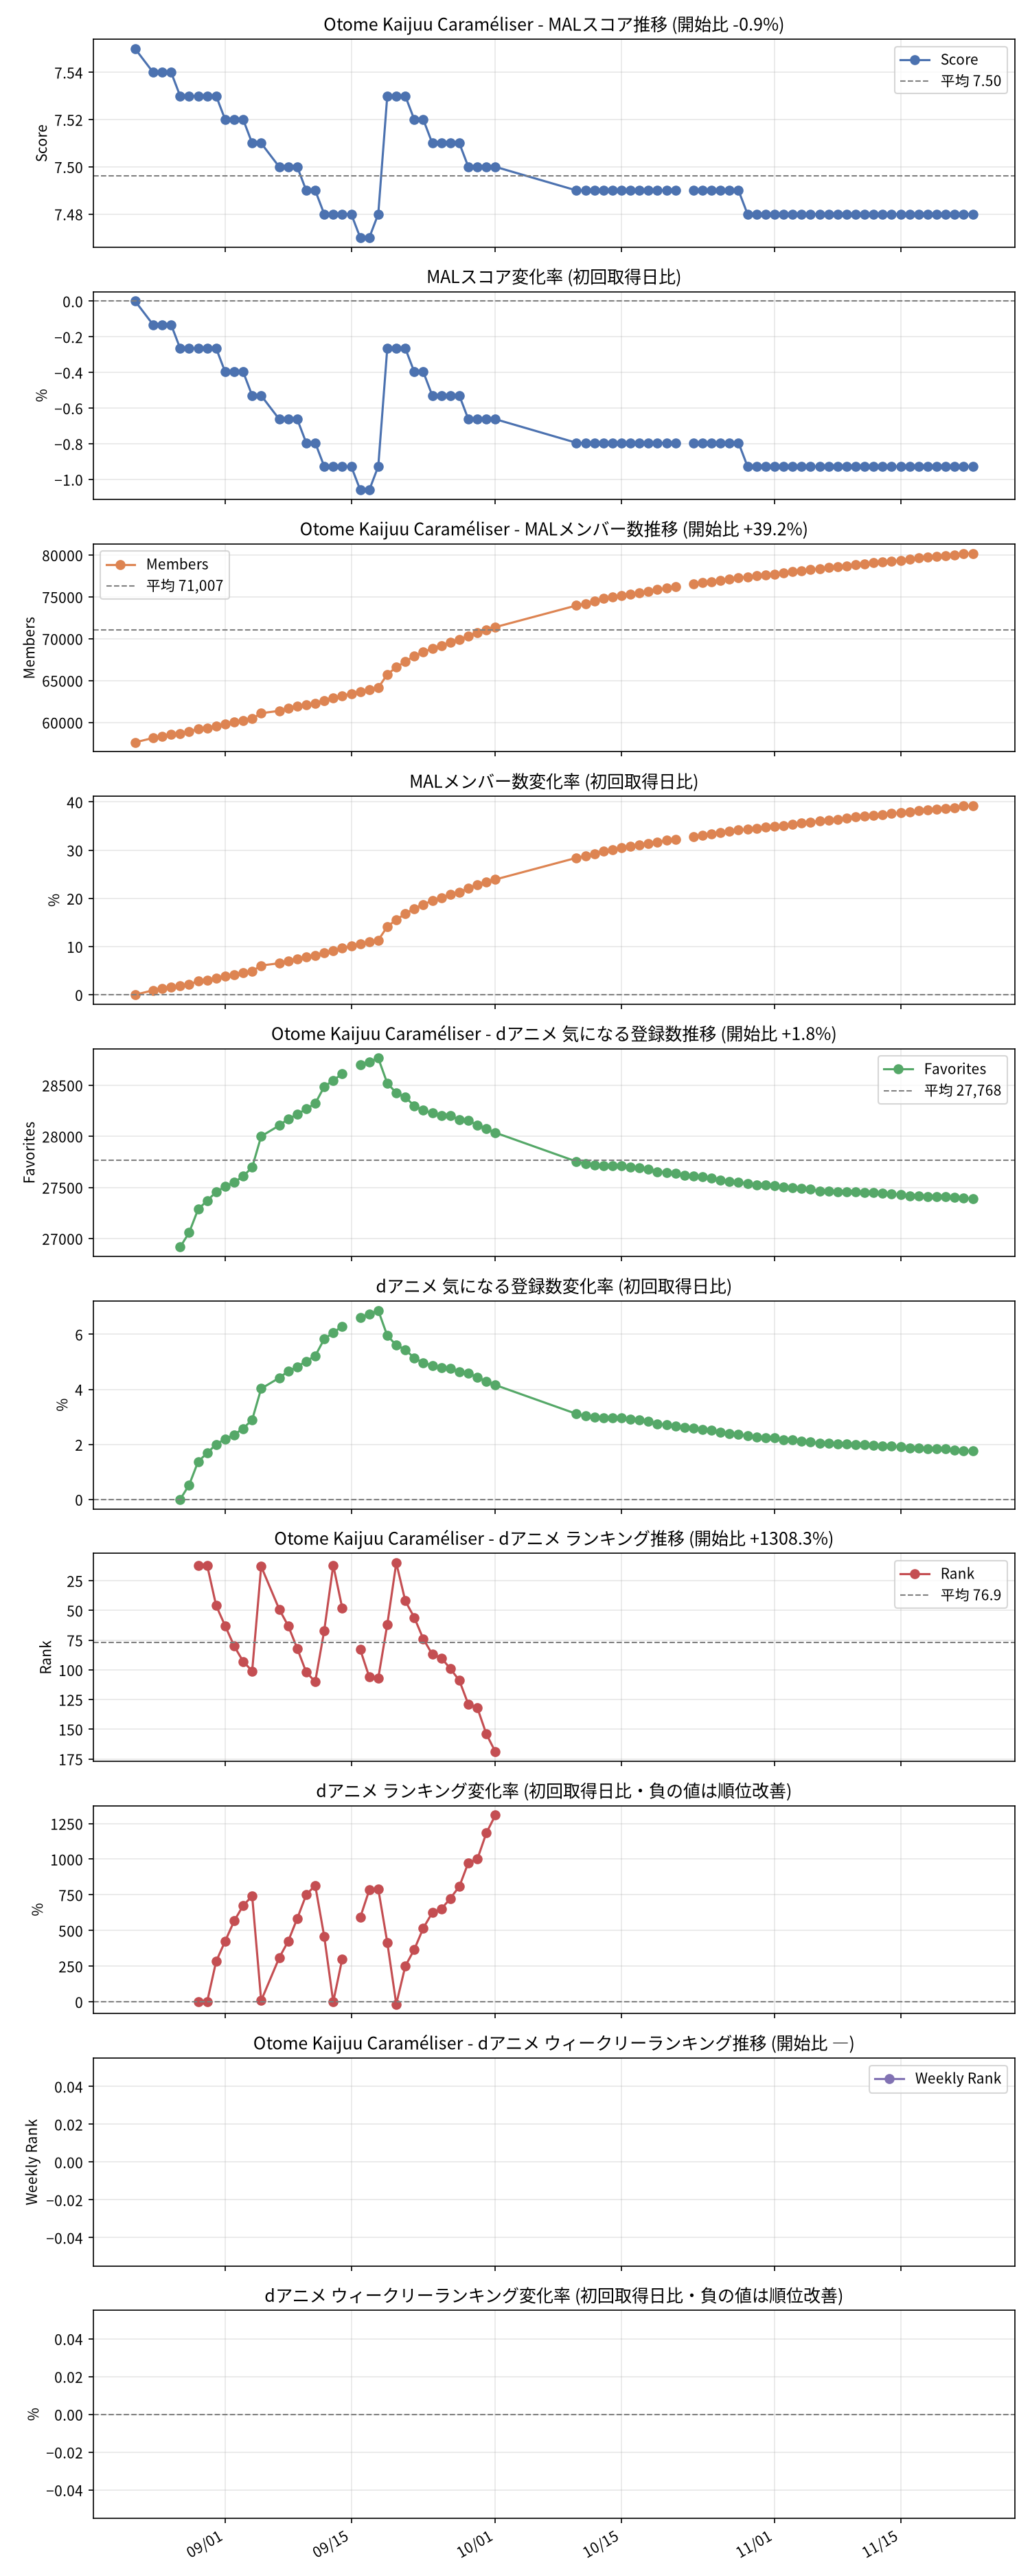 Otome Kaijuu Caraméliser - MALスコア推移 (開始比 -0.9%)
Score
平均 7.50
7.54
7.52
7.50
7.48
Score
MALスコア変化率 (初回取得日比)
0.0
−0.2
−0.4
−0.6
−0.8
−1.0
%
Otome Kaijuu Caraméliser - MALメンバー数推移 (開始比 +39.2%)
Members
平均 71,007
80000
75000
70000
65000
60000
Members
MALメンバー数変化率 (初回取得日比)
40
30
20
10
0
%
Otome Kaijuu Caraméliser - dアニメ 気になる登録数推移 (開始比 +1.8%)
Favorites
平均 27,768
28500
28000
27500
27000
Favorites
dアニメ 気になる登録数変化率 (初回取得日比)
6
4
2
0
%
Otome Kaijuu Caraméliser - dアニメ ランキング推移 (開始比 +1308.3%)
Rank
平均 76.9
25
50
75
100
125
150
175
Rank
dアニメ ランキング変化率 (初回取得日比・負の値は順位改善)
1250
1000
750
500
250
0
%
Otome Kaijuu Caraméliser - dアニメ ウィークリーランキング推移 (開始比 —)
Weekly Rank
0.04
0.02
0.00
−0.02
−0.04
Weekly Rank
dアニメ ウィークリーランキング変化率 (初回取得日比・負の値は順位改善)
0.04
0.02
0.00
−0.02
−0.04
%
09/01
09/15
10/01
10/15
11/01
11/15